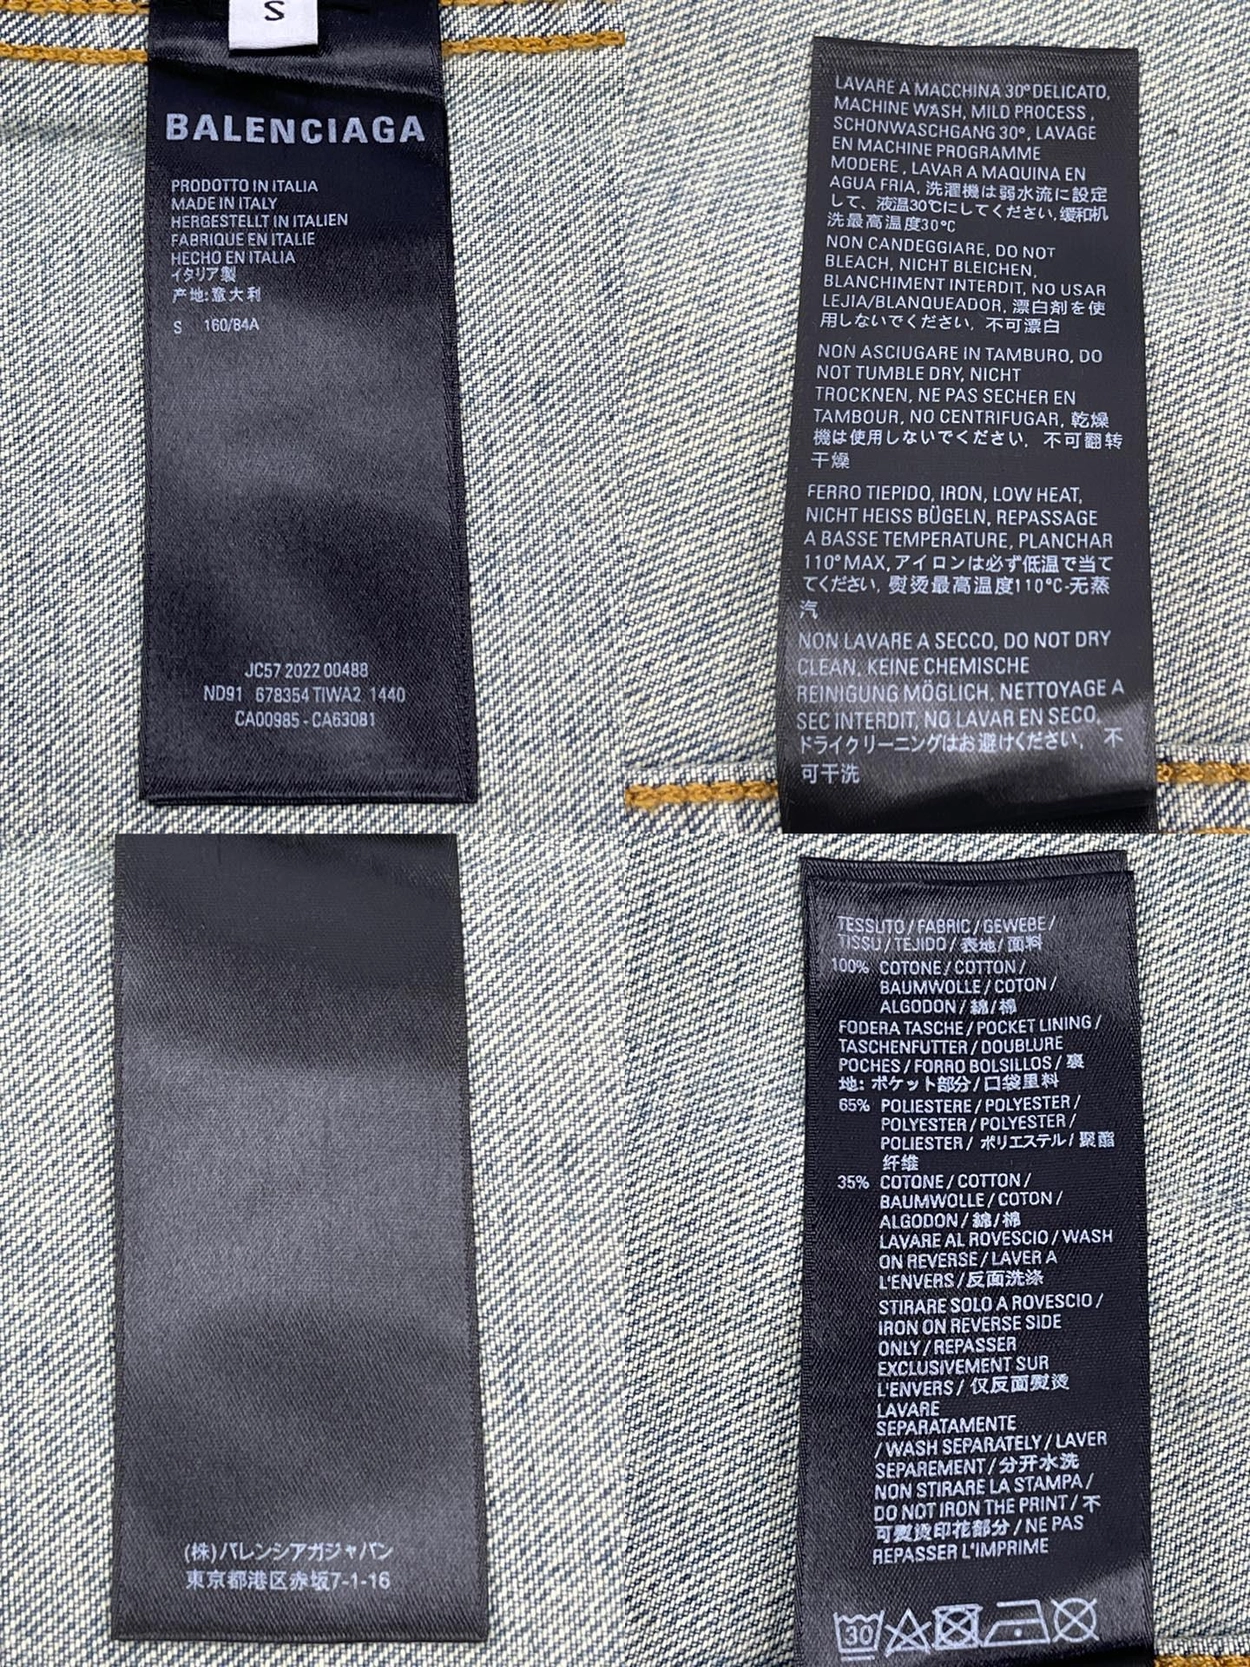 S
BALENCIAGA
PRODOTTO IN ITALIA
MADE IN ITALY
HERGESTELLT IN ITALIEN
FABRIQUE EN ITALIE
HECHO EN ITALIA
イタリア製
产地:意大利
S 160/84A
JC57 2022 00488
ND91 678354 TIWA2 1440
CA00985 - CA63081
LAVARE A MACCHINA 30° DELICATO,
MACHINE WASH, MILD PROCESS ,
SCHONWASCHGANG 30°, LAVAGE
EN MACHINE PROGRAMME
MODERE , LAVAR A MAQUINA EN
AGUA FRIA, 洗濯機は弱水流に設定
して、液温30℃にしてください, 缓和机
洗最高温度30°C
NON CANDEGGIARE, DO NOT
BLEACH, NICHT BLEICHEN,
BLANCHIMENT INTERDIT, NO USAR
LEJIA/BLANQUEADOR, 漂白剤を使
用しないでください, 不可漂白
NON ASCIUGARE IN TAMBURO, DO
NOT TUMBLE DRY, NICHT
TROCKNEN, NE PAS SECHER EN
TAMBOUR, NO CENTRIFUGAR, 乾燥
機は使用しないでください, 不可翻转
干燥
FERRO TIEPIDO, IRON, LOW HEAT,
NICHT HEISS BÜGELN, REPASSAGE
A BASSE TEMPERATURE, PLANCHAR
110° MAX, アイロンは必ず低温で当て
てください, 熨烫最高温度110°C-无蒸
汽
NON LAVARE A SECCO, DO NOT DRY
CLEAN, KEINE CHEMISCHE
REINIGUNG MÖGLICH, NETTOYAGE A
SEC INTERDIT, NO LAVAR EN SECO,
ドライクリーニングはお避けください, 不
可干洗
(株)バレンシアガジャパン
東京都港区赤坂7-1-16
TESSUTO / FABRIC / GEWEBE /
TISSU / TEJIDO / 表地 / 面料
100% COTONE / COTTON /
BAUMWOLLE / COTON /
ALGODON / 綿/棉
FODERA TASCHE / POCKET LINING /
TASCHENFUTTER / DOUBLURE
POCHES / FORRO BOLSILLOS / 裏
地: ポケット部分 / 口袋里料
65% POLIESTERE / POLYESTER /
POLYESTER / POLYESTER /
POLIESTER / ポリエステル / 聚酯
纤维
35% COTONE / COTTON /
BAUMWOLLE / COTON /
ALGODON / 綿/棉
LAVARE AL ROVESCIO / WASH
ON REVERSE / LAVER A
L'ENVERS / 反面洗涤
STIRARE SOLO A ROVESCIO /
IRON ON REVERSE SIDE
ONLY / REPASSER
EXCLUSIVEMENT SUR
L'ENVERS / 仅反面熨烫
LAVARE
SEPARATAMENTE
/ WASH SEPARATELY / LAVER
SEPAREMENT / 分开水洗
NON STIRARE LA STAMPA /
DO NOT IRON THE PRINT / 不
可熨烫印花部分 / NE PAS
REPASSER L'IMPRIME
30